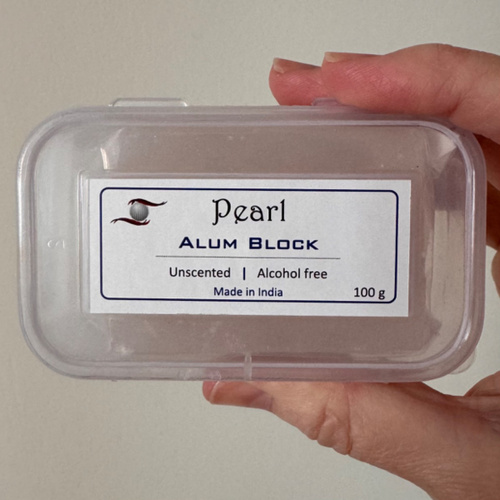 Pearl
ALUM BLOCK
Unscented | Alcohol free
Made in India
100 g